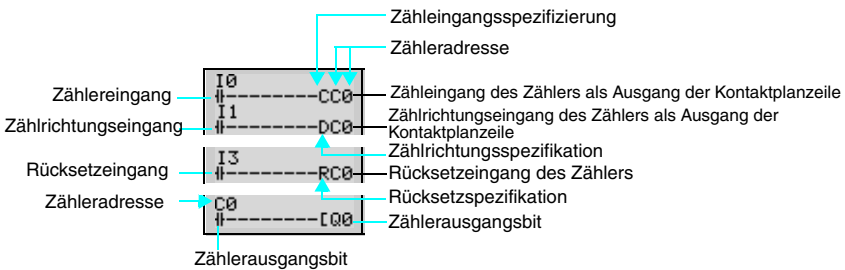 Zähleingangsspezifizierung
Zähleradresse
I0
Zählereingang
CC0
Zähleingang des Zählers als Ausgang der Kontaktplanzeile
I1
Zählrichtungseingang
DC0
Zählrichtungseingang des Zählers als Ausgang der
Kontaktplanzeile
Zählrichtungsspezifikation
I3
Rücksetzeingang
RC0
Rücksetzeingang des Zählers
Rücksetzspezifikation
Zähleradresse
C0
[Q0
Zählerausgangsbit
Zählerausgangsbit